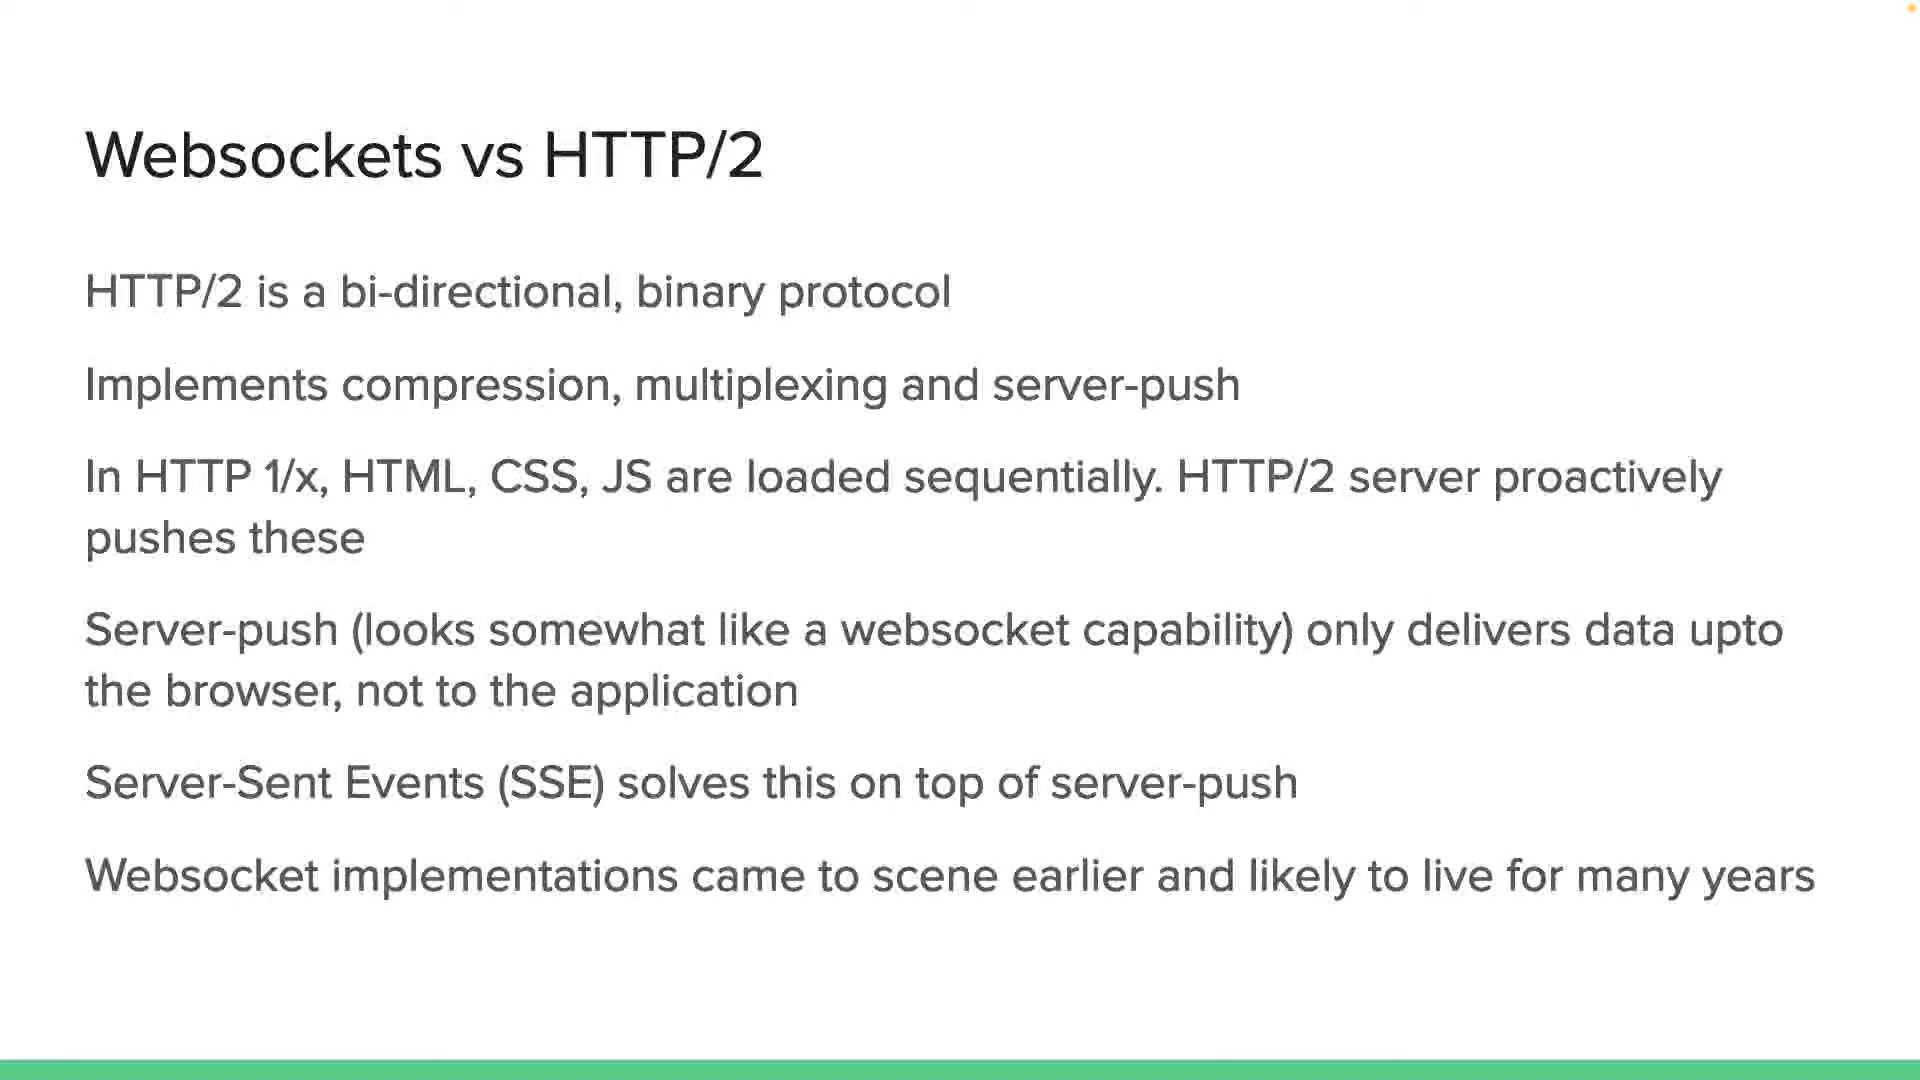 Websockets vs HTTP/2
HTTP/2 is a bi-directional, binary protocol
Implements compression, multiplexing and server-push
In HTTP 1/x, HTML, CSS, JS are loaded sequentially. HTTP/2 server proactively
pushes these
Server-push (looks somewhat like a websocket capability) only delivers data upto
the browser, not to the application
Server-Sent Events (SSE) solves this on top of server-push
Websocket implementations came to scene earlier and likely to live for many years